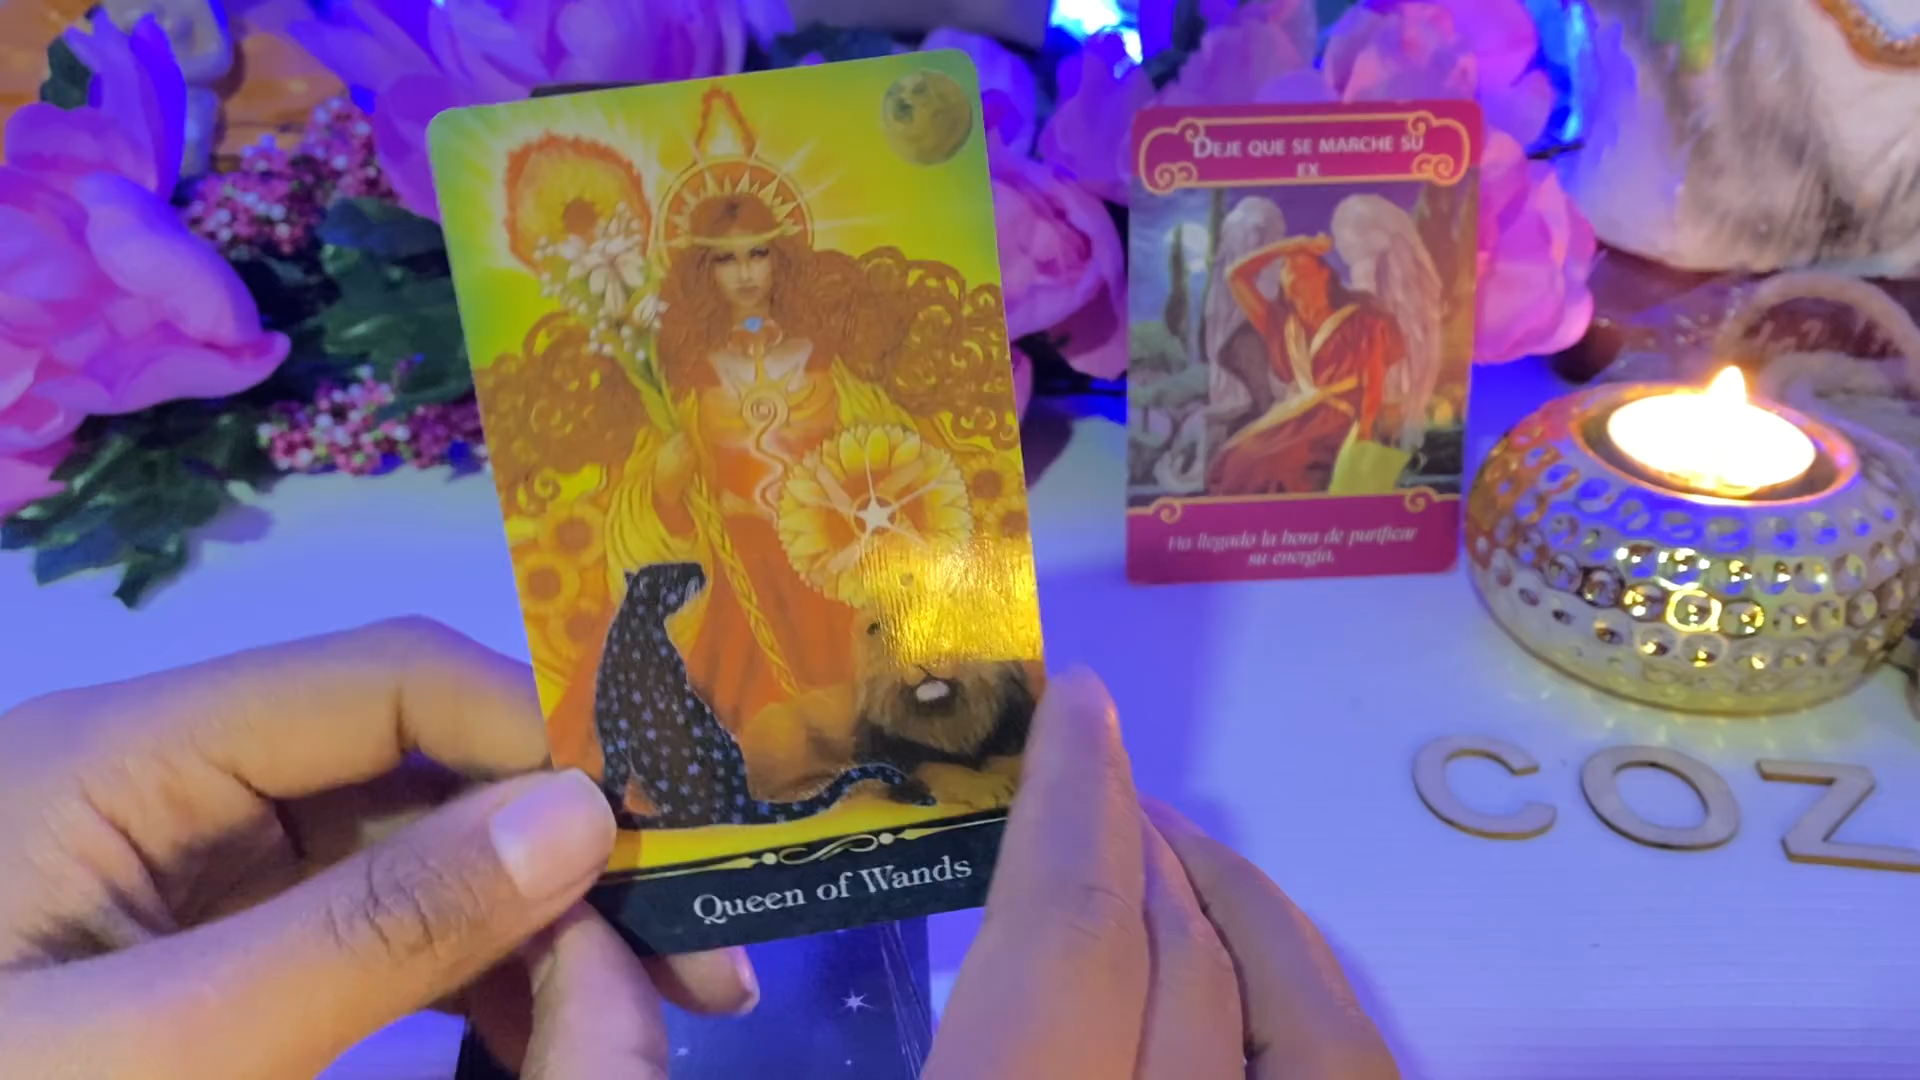 DEJE QUE SE MARCHE SU
EX
Ha llegado la hora de purificar
su energía.
COZ
Queen of Wands